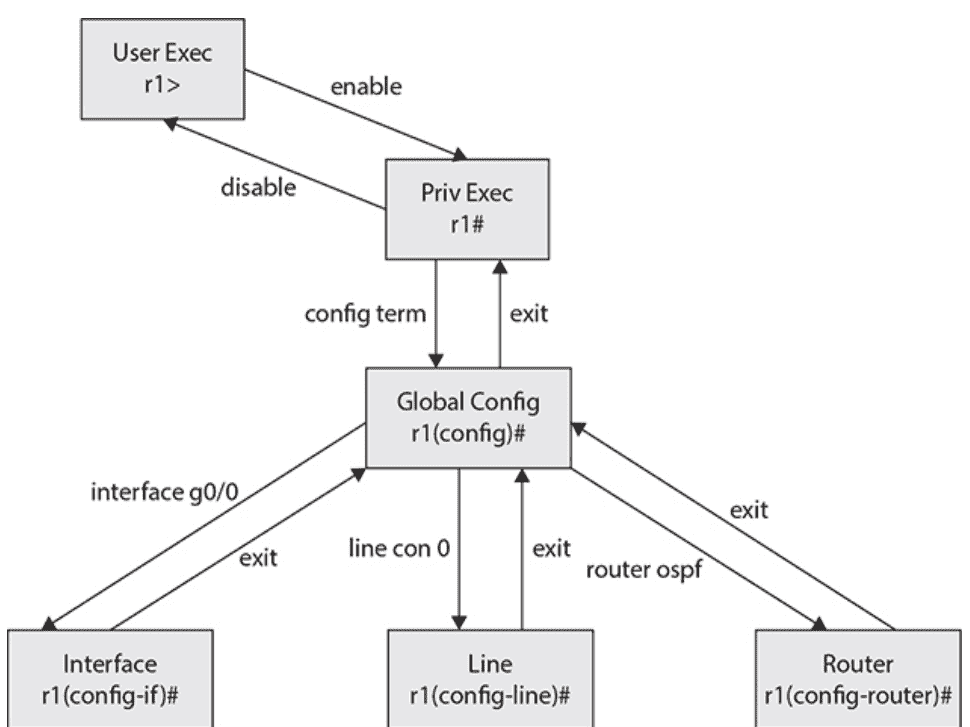 User Exec
r1>
enable
disable
Priv Exec
r1#
config term
exit
Global Config
r1(config)#
interface g0/0
exit
line con 0
exit
router ospf
exit
Interface
r1(config-if)#
Line
r1(config-line)#
Router
r1(config-router)#